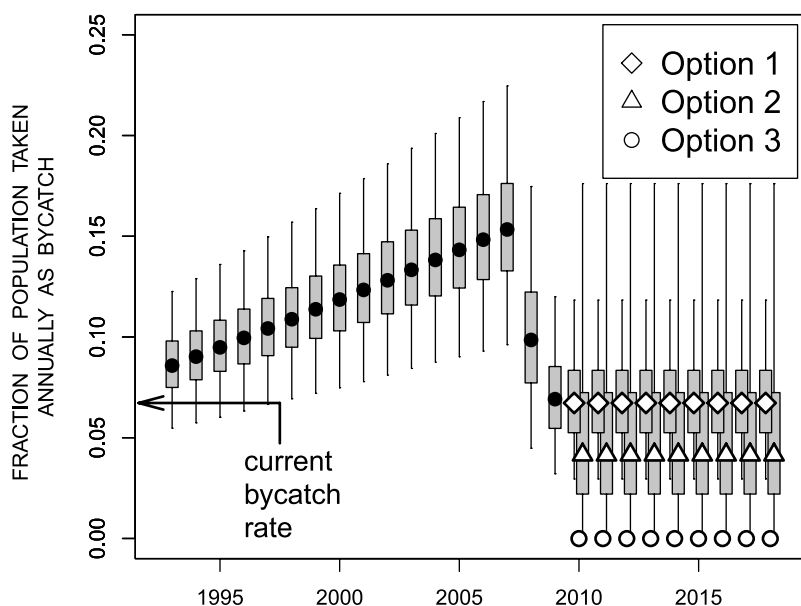 FRACTION OF POPULATION TAKEN
ANNUALLY AS BYCATCH
0.25
0.20
0.15
0.10
0.05
0.00
Option 1
Option 2
Option 3
current
bycatch
rate
1995
2000
2005
2010
2015